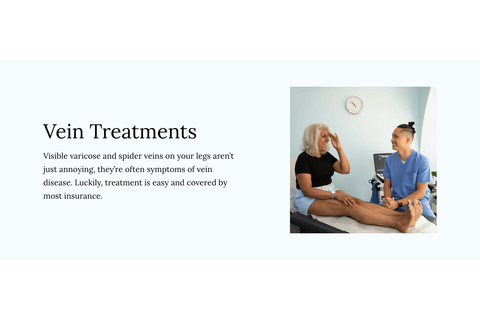 Vein Treatments
Visible varicose and spider veins on your legs aren't
just annoying, they're often symptoms of vein
disease. Luckily, treatment is easy and covered by
most insurance.